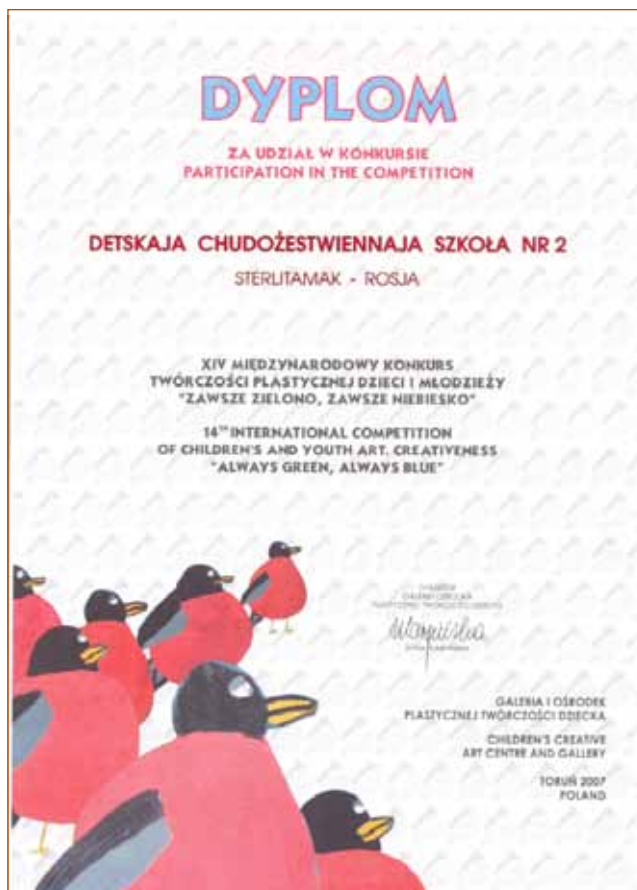 DYPLOM
ZA UDZIAŁ W KONKURSIE
PARTICIPATION IN THE COMPETITION
DETSKAJA CHUDOŻESTWIENNAJA SZKOŁA NR 2
STERLITAMAK - ROSJA
XIV MIĘDZYNARODOWY KONKURS
TWÓRCZOŚCI PLASTYCZNEJ DZIECI I MŁODZIEŻY
"ZAWSZE ZIELONO, ZAWSZE NIEBIESKO"
14TH INTERNATIONAL COMPETITION
OF CHILDREN'S AND YOUTH ART. CREATIVENESS
"ALWAYS GREEN, ALWAYS BLUE"
GALERIA I OŚRODEK
PLASTYCZNEJ TWÓRCZOŚCI DZIECKA
CHILDREN'S CREATIVE
ART CENTRE AND GALLERY
TORUŃ 2007
POLAND